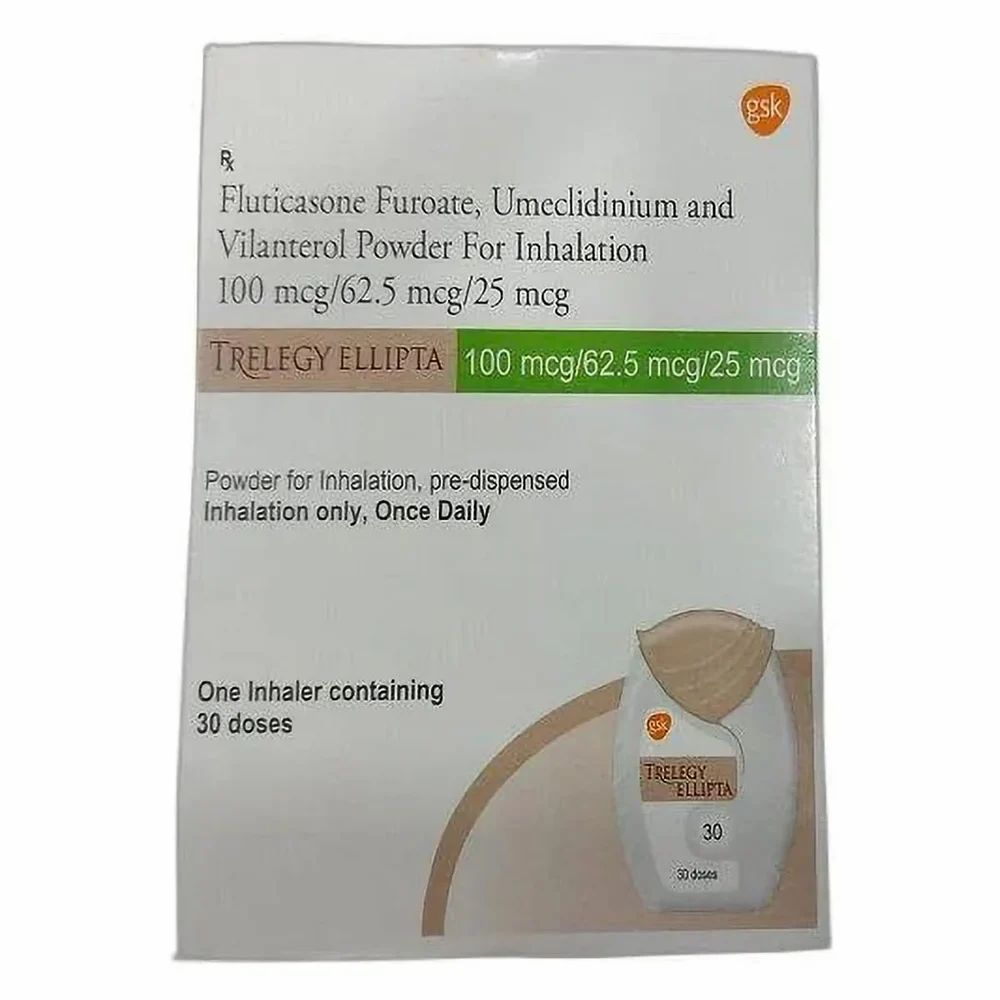 gsk
Rx
Fluticasone Furoate, Umeclidinium and
Vilanterol Powder For Inhalation
100 mcg/62.5 mcg/25 mcg
TRELEGY ELLIPTA 100 mcg/62.5 mcg/25 mcg
Powder for Inhalation, pre-dispensed
Inhalation only, Once Daily
One Inhaler containing
30 doses
gsk
TRELEGY
ELLIPTA
30
30 doses